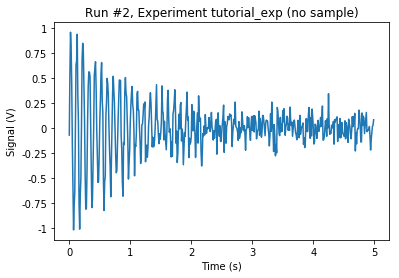 Run #2, Experiment tutorial_exp (no sample)
Signal (V)
1
0.75
0.5
0.25
0
-0.25
-0.5
-0.75
-1
0 1 2 3 4 5
Time (s)